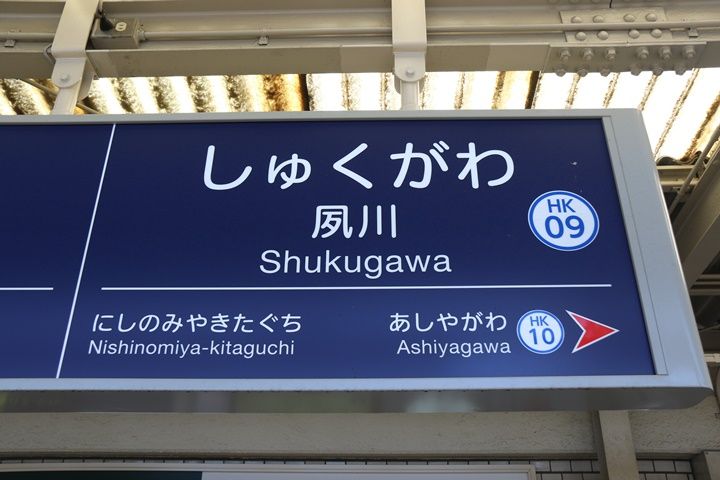 しゅくがわ
夙川
Shukugawa
HK
09
にしのみやきたぐち
Nishinomiya-kitaguchi
あしやがわ
Ashiyagawa
HK
10